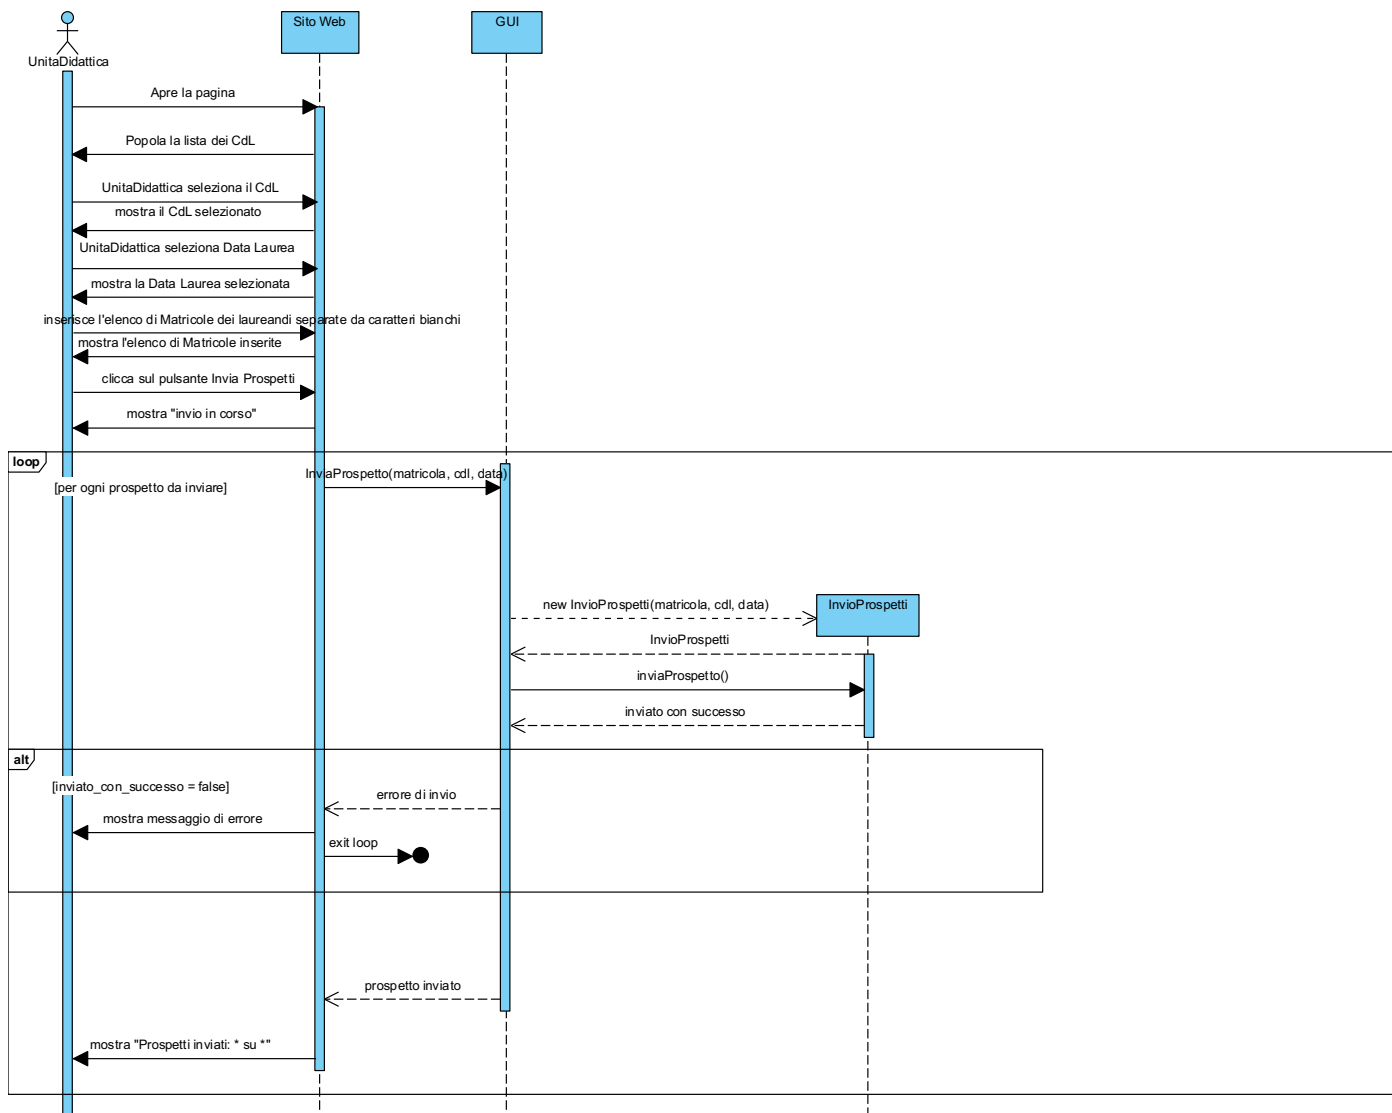 Sito Web
GUI
UnitaDidattica
Apre la pagina
Popola la lista dei CdL
UnitaDidattica seleziona il CdL
mostra il CdL selezionato
UnitaDidattica seleziona Data Laurea
mostra la Data Laurea selezionata
inserisce l'elenco di Matricole dei laureandi separate da caratteri bianchi
mostra l'elenco di Matricole inserite
clicca sul pulsante Invia Prospetti
mostra "invio in corso"
loop
[per ogni prospetto da inviare]
InviaProspetto(matricola, cdl, data)
new InvioProspetti(matricola, cdl, data)
InvioProspetti
InvioProspetti
inviaProspetto()
inviato con successo
alt
[inviato_con_successo = false]
errore di invio
mostra messaggio di errore
exit loop
prospetto inviato
mostra "Prospetti inviati: * su *"